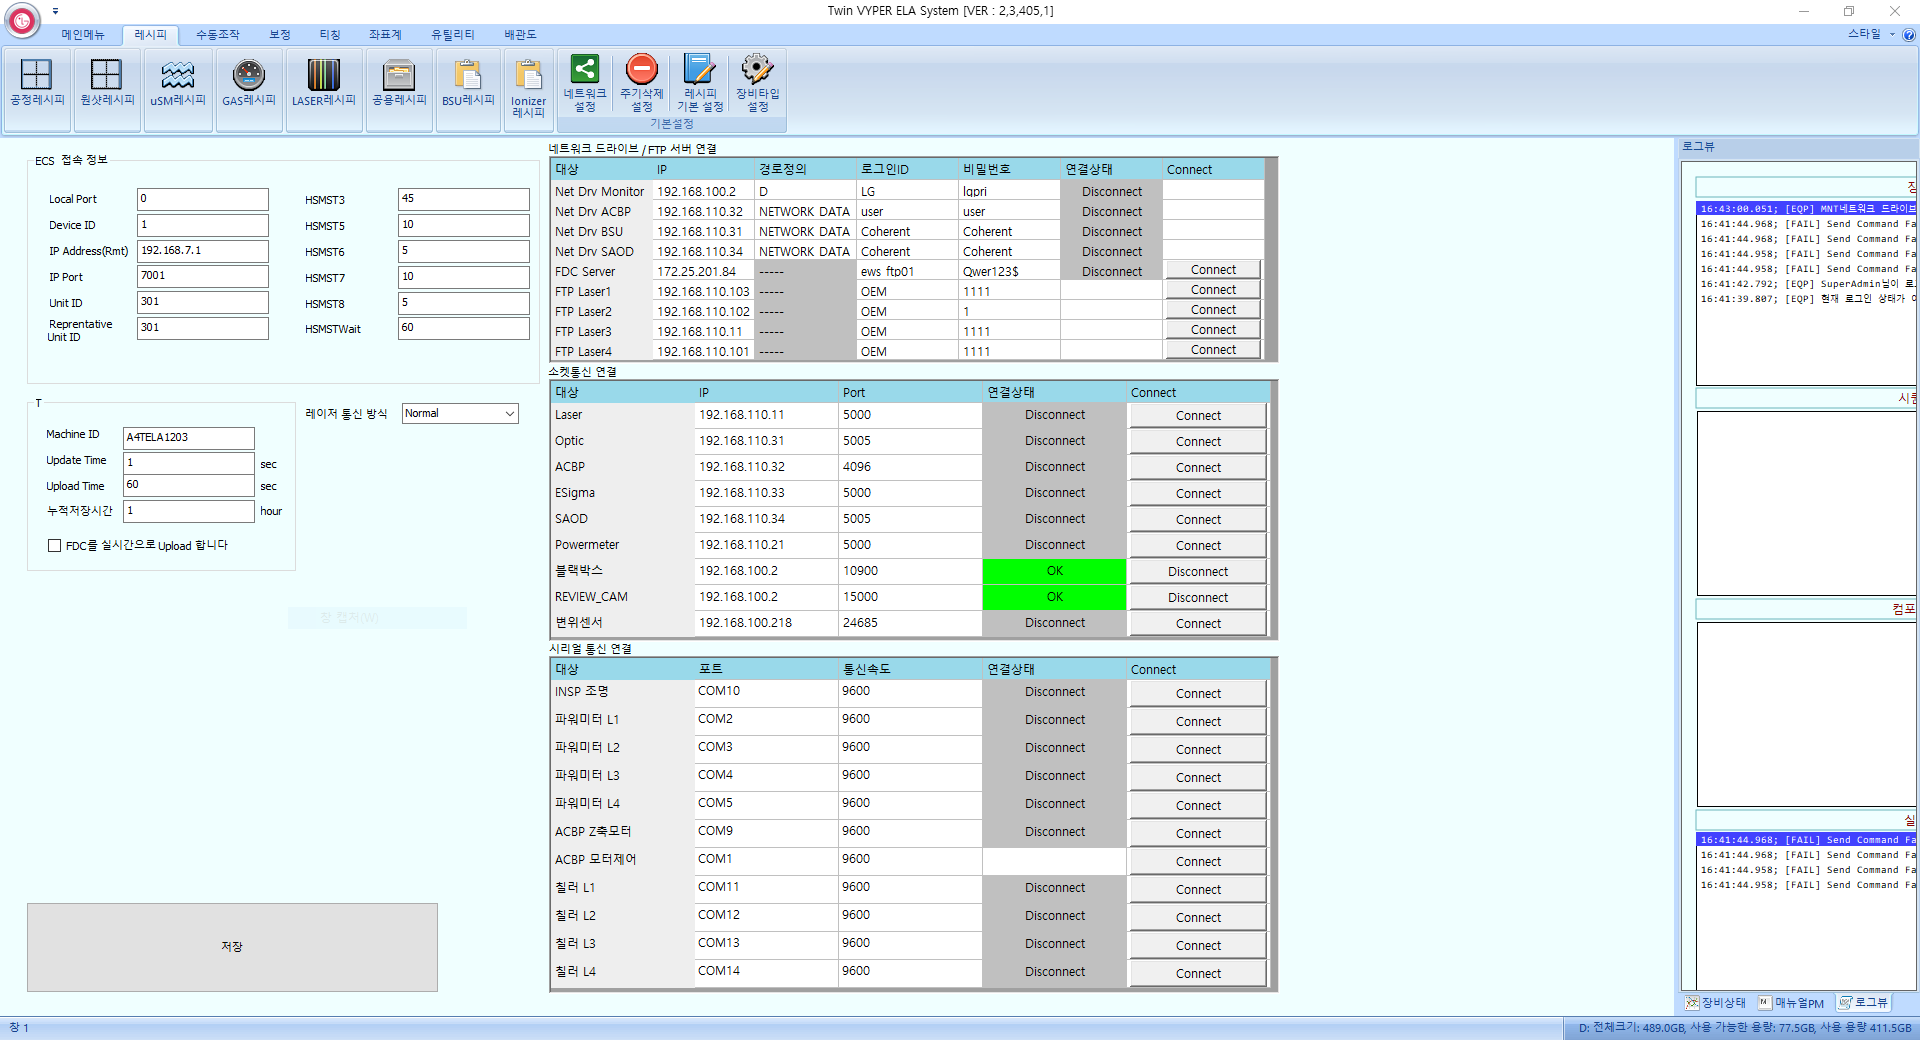 Twin VYPER ELA System [VER : 2,3,405,1]
메인메뉴 레시피 수동조작 보정 티칭 좌표계 유틸리티 배관도 스타일
공정레시피 원샷레시피 uSM레시피 GAS레시피 LASER레시피 공용레시피 BSU레시피 Ionizer 레시피 네트워크 설정 주기삭제 설정 레시피 기본 설정 장비타입 설정
기본설정
ECS 접속 정보
Local Port 0 HSMST3 45
Device ID 1 HSMST5 10
IP Address(Rmt) 192.168.7.1 HSMST6 5
IP Port 7001 HSMST7 10
Unit ID 301 HSMST8 5
Reprentative Unit ID 301 HSMSTWait 60
T
레이저 통신 방식 Normal
Machine ID A4TELA1203
Update Time 1 sec
Upload Time 60 sec
누적저장시간 1 hour
FDC를 실시간으로 Upload 합니다
창 캡처(W)
저장
네트워크 드라이브 / FTP 서버 연결
대상 IP 경로정의 로그인ID 비밀번호 연결상태 Connect
Net Drv Monitor 192.168.100.2 D LG lgpri Disconnect
Net Drv ACBP 192.168.110.32 NETWORK DATA user user Disconnect
Net Drv BSU 192.168.110.31 NETWORK DATA Coherent Coherent Disconnect
Net Drv SAOD 192.168.110.34 NETWORK DATA Coherent Coherent Disconnect
FDC Server 172.25.201.84 ----- ews ftp01 Qwer123$ Disconnect Connect
FTP Laser1 192.168.110.103 ----- OEM 1111 Connect
FTP Laser2 192.168.110.102 ----- OEM 1 Connect
FTP Laser3 192.168.110.11 ----- OEM 1111 Connect
FTP Laser4 192.168.110.101 ----- OEM 1111 Connect
소켓통신 연결
대상 IP Port 연결상태 Connect
Laser 192.168.110.11 5000 Disconnect Connect
Optic 192.168.110.31 5005 Disconnect Connect
ACBP 192.168.110.32 4096 Disconnect Connect
ESigma 192.168.110.33 5000 Disconnect Connect
SAOD 192.168.110.34 5005 Disconnect Connect
Powermeter 192.168.110.21 5000 Disconnect Connect
블랙박스 192.168.100.2 10900 OK Disconnect
REVIEW_CAM 192.168.100.2 15000 OK Disconnect
변위센서 192.168.100.218 24685 Disconnect Connect
시리얼 통신 연결
대상 포트 통신속도 연결상태 Connect
INSP 조명 COM10 9600 Disconnect Connect
파워미터 L1 COM2 9600 Disconnect Connect
파워미터 L2 COM3 9600 Disconnect Connect
파워미터 L3 COM4 9600 Disconnect Connect
파워미터 L4 COM5 9600 Disconnect Connect
ACBP Z축모터 COM9 9600 Disconnect Connect
ACBP 모터제어 COM1 9600 Connect
칠러 L1 COM11 9600 Disconnect Connect
칠러 L2 COM12 9600 Disconnect Connect
칠러 L3 COM13 9600 Disconnect Connect
칠러 L4 COM14 9600 Disconnect Connect
로그뷰
16:43:00.051; [EQP] MNT네트워크 드라이브
16:41:44.968; [FAIL] Send Command Fa
16:41:44.968; [FAIL] Send Command Fa
16:41:44.958; [FAIL] Send Command Fa
16:41:44.958; [FAIL] Send Command Fa
16:41:42.792; [EQP] SuperAdmin님이 로
16:41:39.807; [EQP] 현재 로그인 상태가
컴포
16:41:44.968; [FAIL] Send Command Fa
16:41:44.968; [FAIL] Send Command Fa
16:41:44.958; [FAIL] Send Command Fa
16:41:44.958; [FAIL] Send Command Fa
장비상태 매뉴얼PM 로그뷰
창 1
D: 전체크기: 489.0GB, 사용 가능한 용량: 77.5GB, 사용 용량 411.5GB